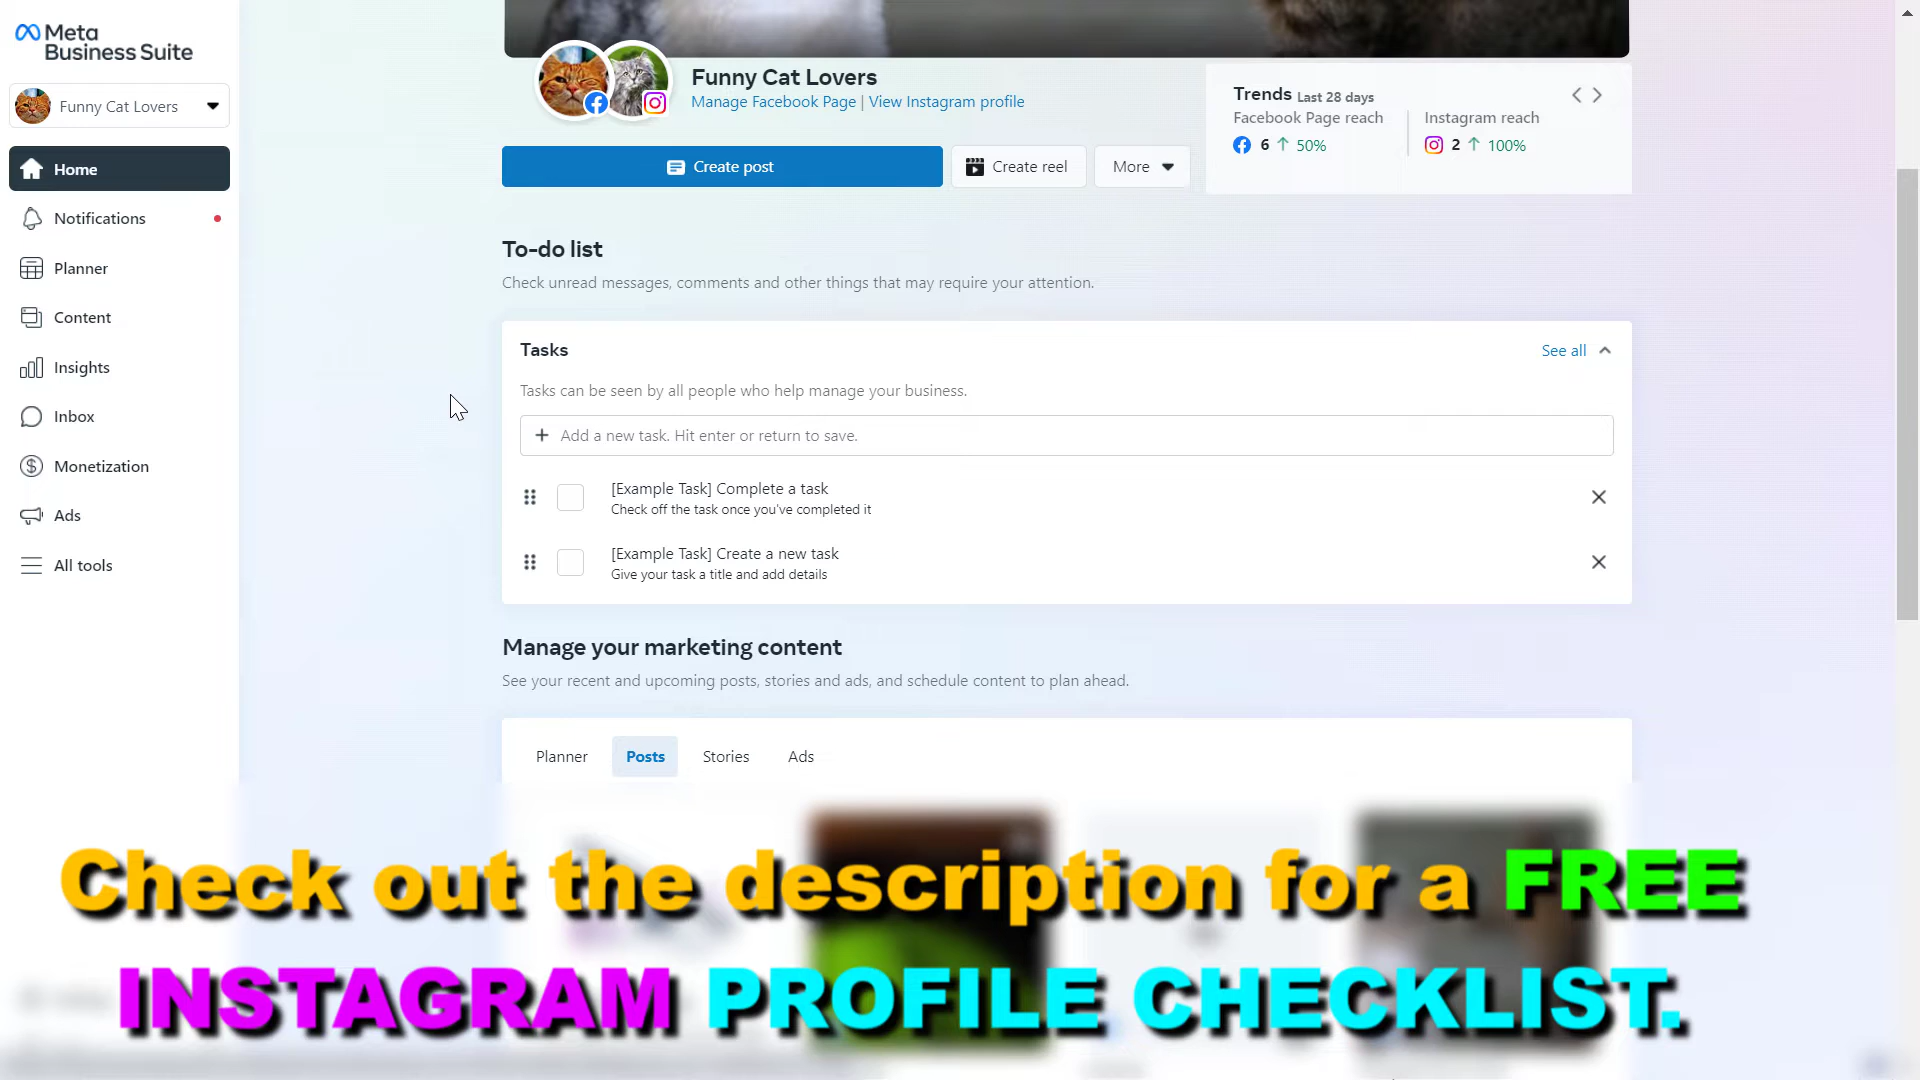 Meta
Business Suite
Funny Cat Lovers
Home
Notifications
Planner
Content
Insights
Inbox
Monetization
Ads
All tools
Funny Cat Lovers
Manage Facebook Page | View Instagram profile
Create post
Create reel
More
Trends Last 28 days
Facebook Page reach
6 ↑ 50%
Instagram reach
2 ↑ 100%
To-do list
Check unread messages, comments and other things that may require your attention.
Tasks
See all
Tasks can be seen by all people who help manage your business.
+ Add a new task. Hit enter or return to save.
[Example Task] Complete a task
Check off the task once you've completed it
[Example Task] Create a new task
Give your task a title and add details
Manage your marketing content
See your recent and upcoming posts, stories and ads, and schedule content to plan ahead.
Planner
Posts
Stories
Ads
Check out the description for a FREE
INSTAGRAM PROFILE CHECKLIST.